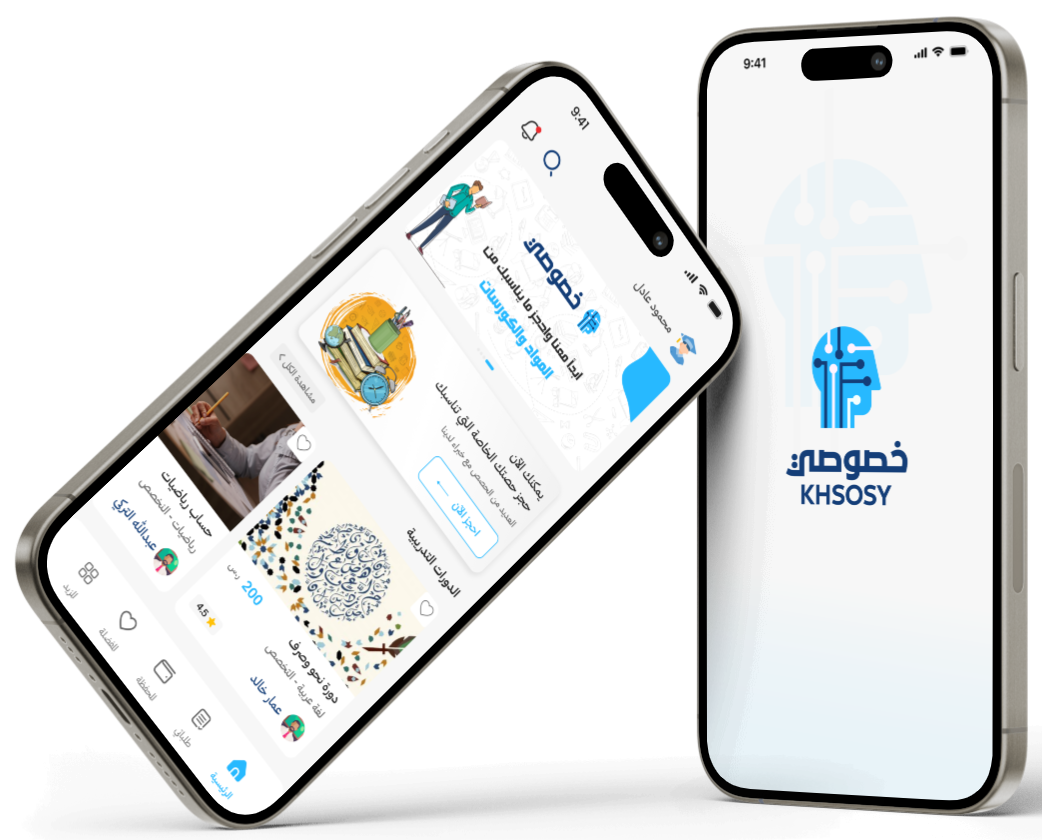 9:41
محمود عادل
خصوصي
ابدأ معنا واحجز ما يناسبك من
المواد والكورسات
يمكنك الآن
حجز حصتك الخاصة التي تناسبك
العديد من الحصص مع خبراء لدينا
احجز الآن
الدورات التدريبية
مشاهدة الكل
دورة نحو وصرف
لغة عربية - التخصص
عمار خالد
4.5
200 ر.س
حساب رياضيات
رياضيات - التخصص
عبدالله التركي
الرئيسية
طلباتي
المحفظة
المفضلة
المزيد
9:41
خصوصي
KHSOSY